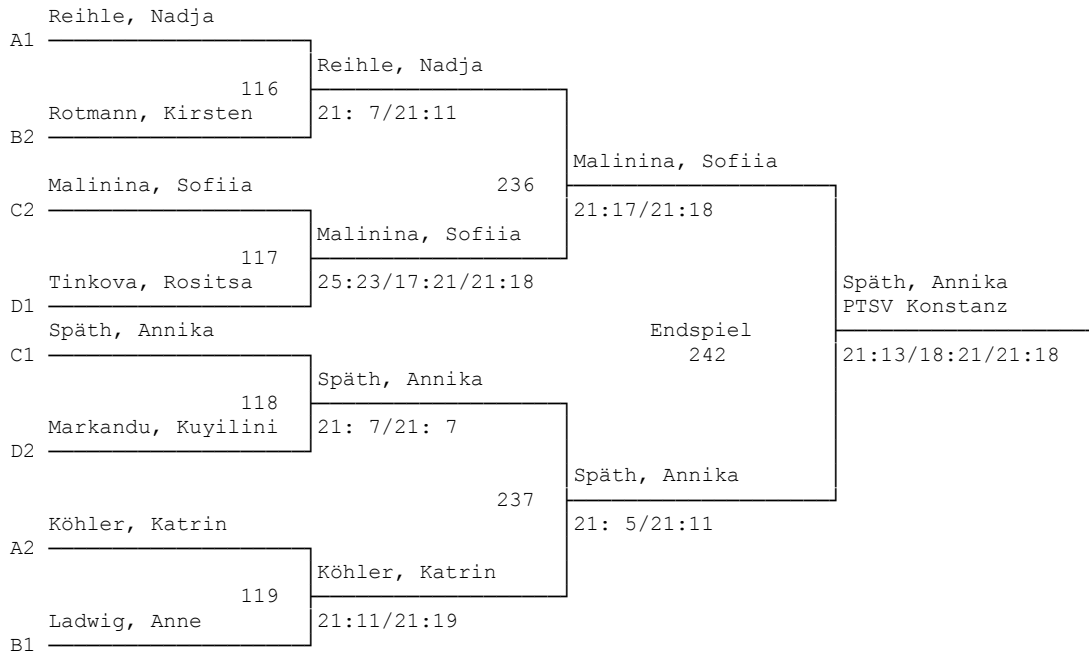 Reihle, Nadja
A1
Reihle, Nadja
116
Rotmann, Kirsten 21: 7/21:11
B2
Malinina, Sofiia
Malinina, Sofiia 236
C2 21:17/21:18
Malinina, Sofiia
117
Tinkova, Rositsa 25:23/17:21/21:18 Späth, Annika
D1 PTSV Konstanz
Späth, Annika Endspiel
C1 242 21:13/18:21/21:18
Späth, Annika
118
Markandu, Kuyilini 21: 7/21: 7
D2
Späth, Annika
237
Köhler, Katrin 21: 5/21:11
A2
Köhler, Katrin
119
Ladwig, Anne 21:11/21:19
B1